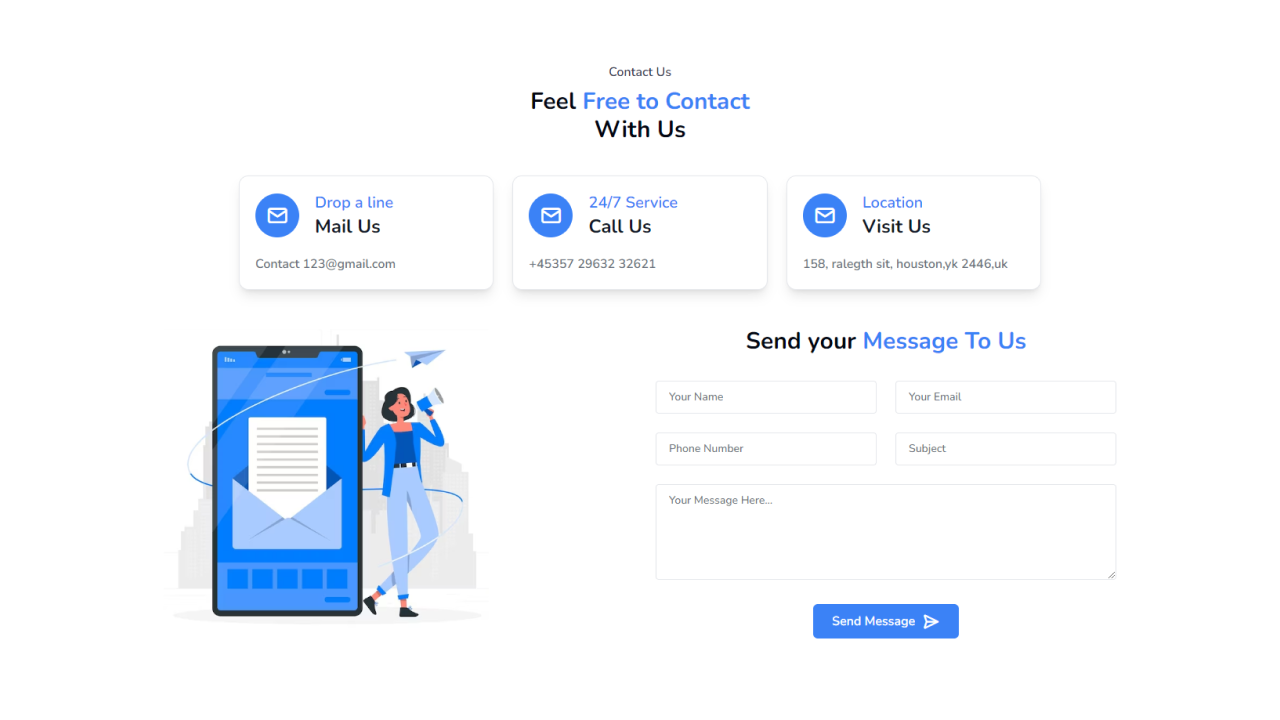 Contact Us
Feel Free to Contact
With Us
Drop a line
Mail Us
Contact 123@gmail.com
24/7 Service
Call Us
+45357 29632 32621
Location
Visit Us
158, ralegth sit, houston,yk 2446,uk
Send your Message To Us
Your Name
Your Email
Phone Number
Subject
Your Message Here...
Send Message